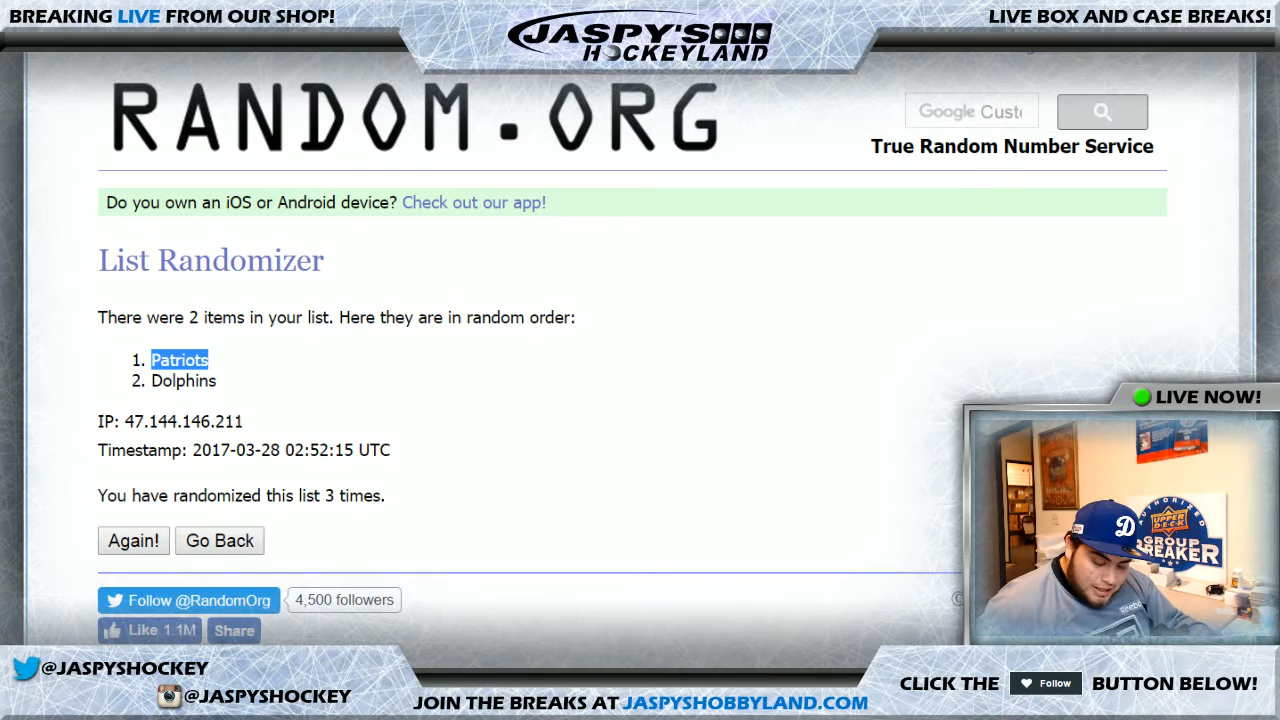 BREAKING LIVE FROM OUR SHOP!
JASPY'S
HOCKEYLAND
LIVE BOX AND CASE BREAKS!
RANDOM.ORG
Google Custo
True Random Number Service
Do you own an iOS or Android device? Check out our app!
List Randomizer
There were 2 items in your list. Here they are in random order:
1. Patriots
2. Dolphins
IP: 47.144.146.211
Timestamp: 2017-03-28 02:52:15 UTC
You have randomized this list 3 times.
Again! Go Back
Follow @RandomOrg 4,500 followers
Like 1.1M Share
©
LIVE NOW!
AUTHORIZED
UPPER DECK
GROUP
BREAKER
D
Reebok
@JASPYSHOCKEY
@JASPYSHOCKEY
JOIN THE BREAKS AT JASPYSHOBBYLAND.COM
CLICK THE Follow BUTTON BELOW!